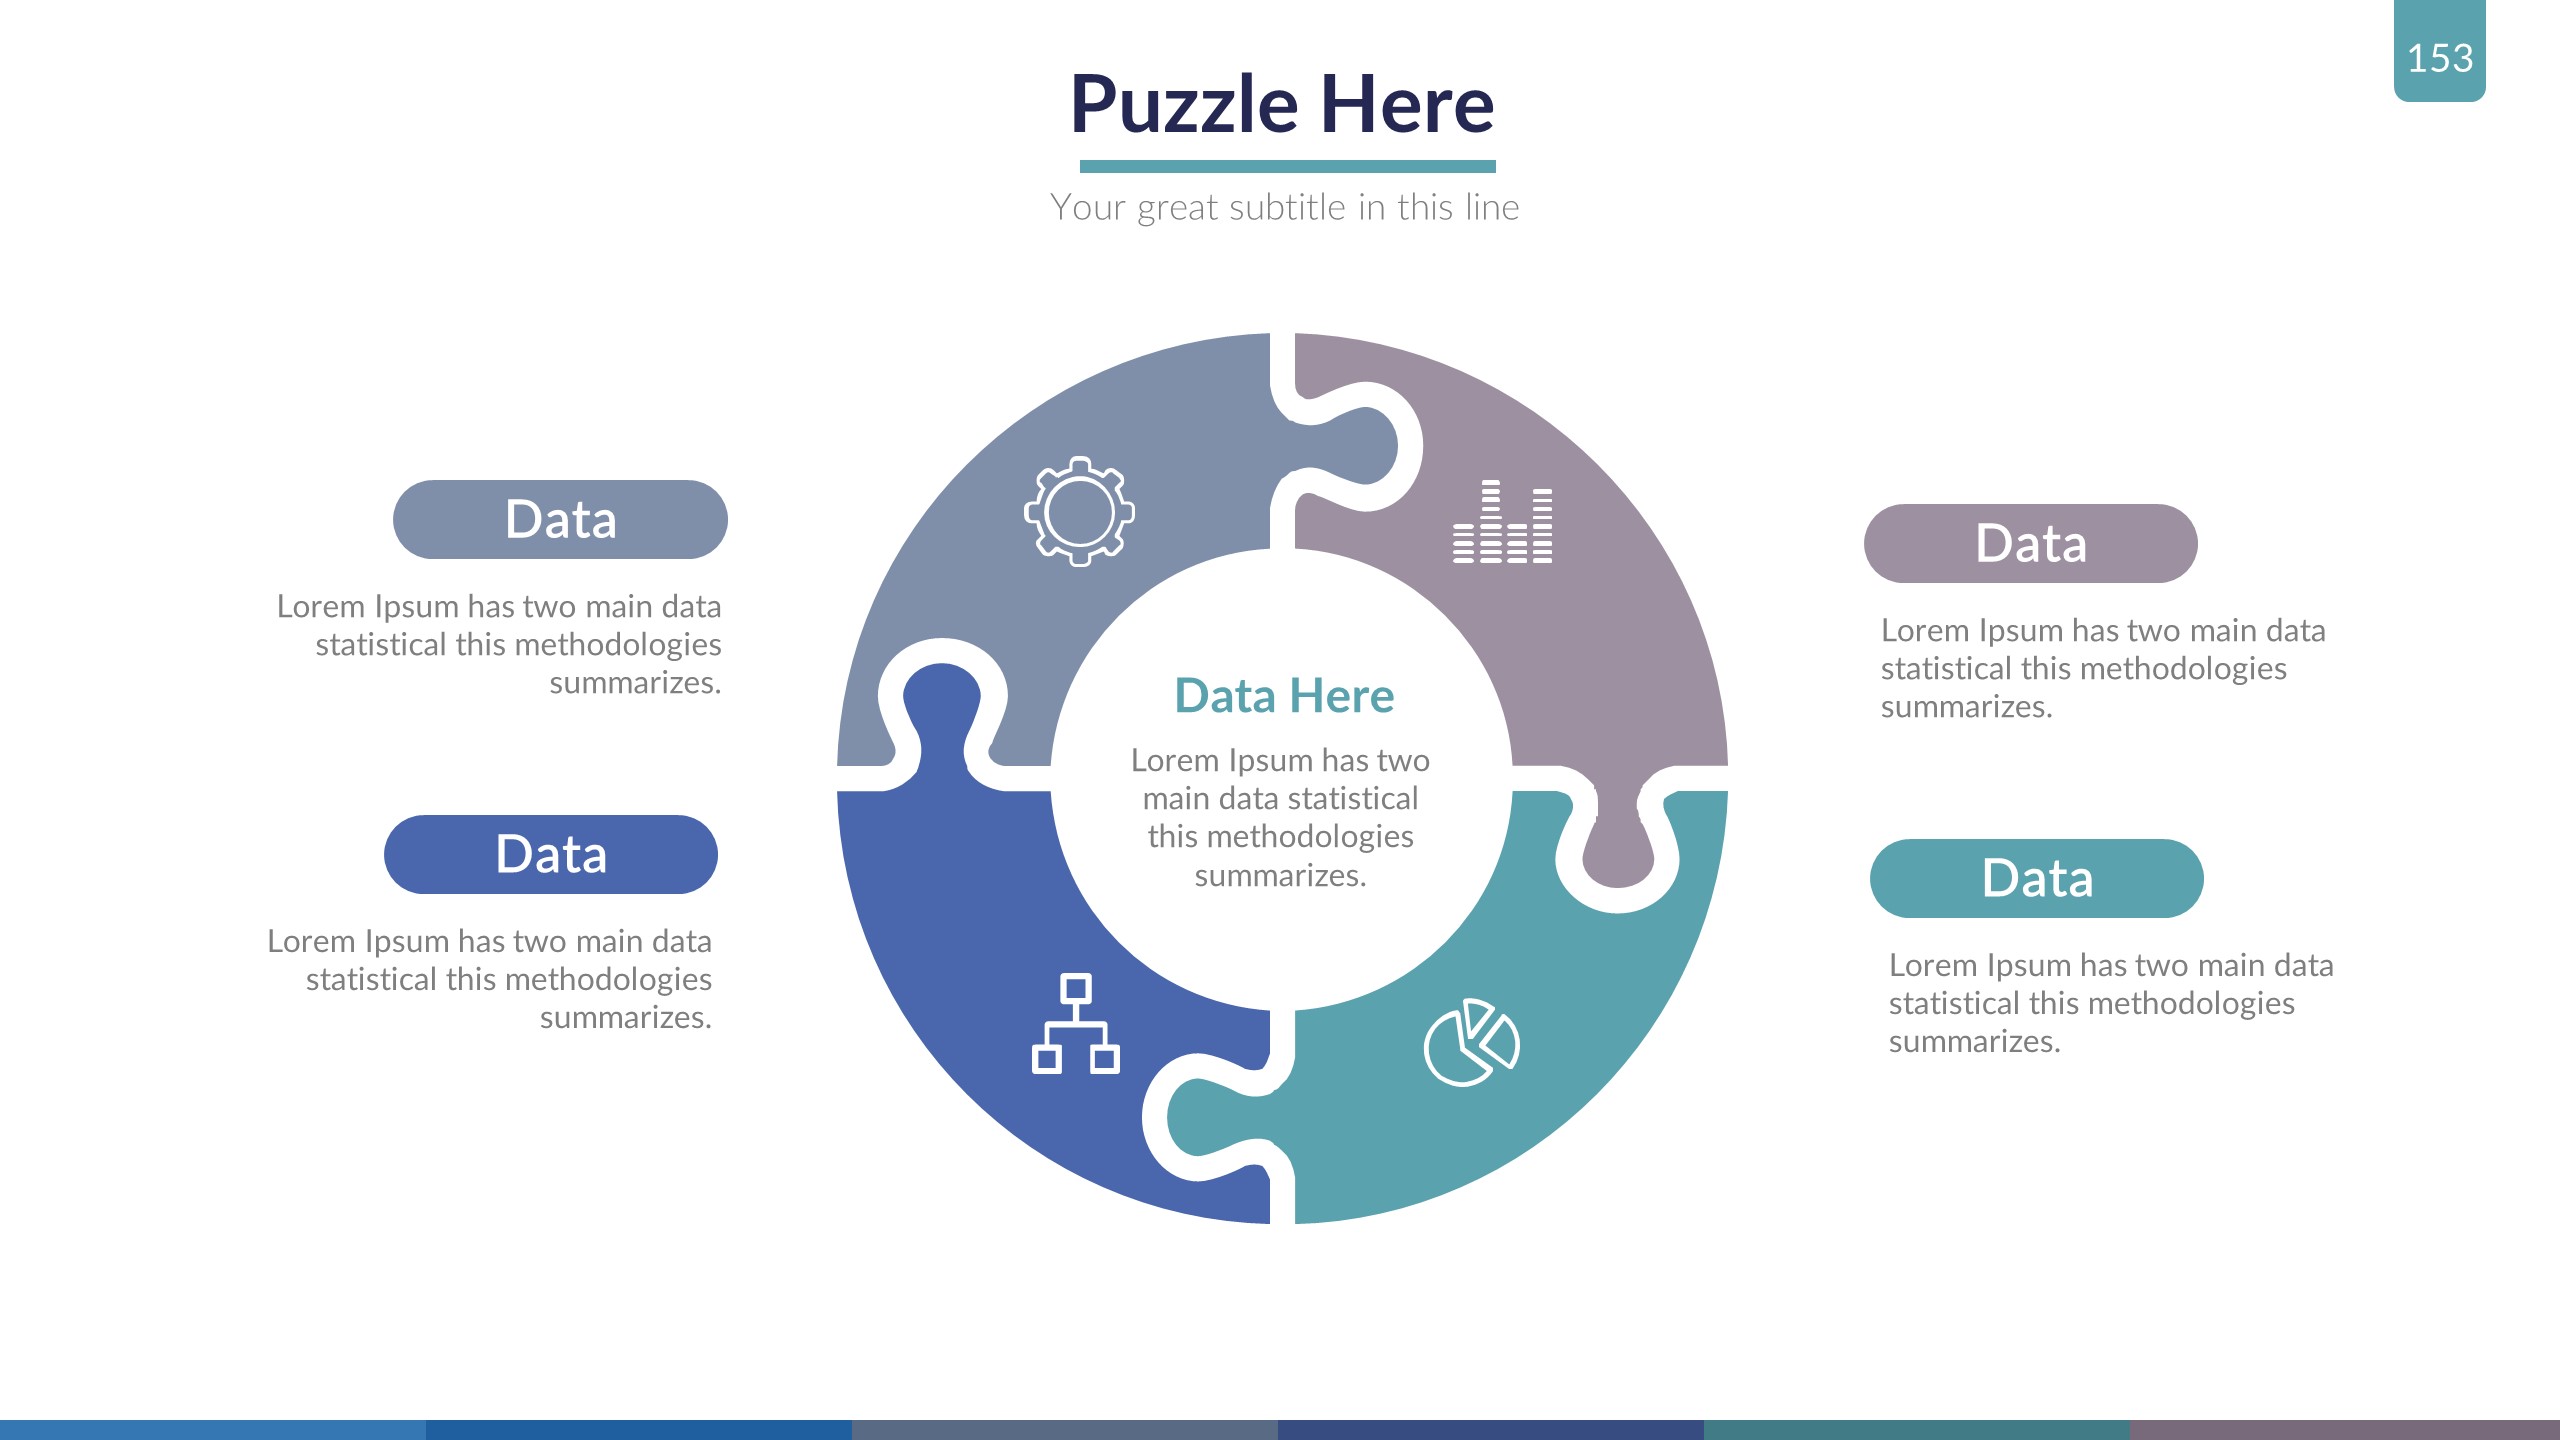 153
Puzzle Here
Your great subtitle in this line
Data
Lorem Ipsum has two main data
statistical this methodologies
summarizes.
Data
Lorem Ipsum has two main data
statistical this methodologies
summarizes.
Data Here
Lorem Ipsum has two
main data statistical
this methodologies
summarizes.
Data
Lorem Ipsum has two main data
statistical this methodologies
summarizes.
Data
Lorem Ipsum has two main data
statistical this methodologies
summarizes.